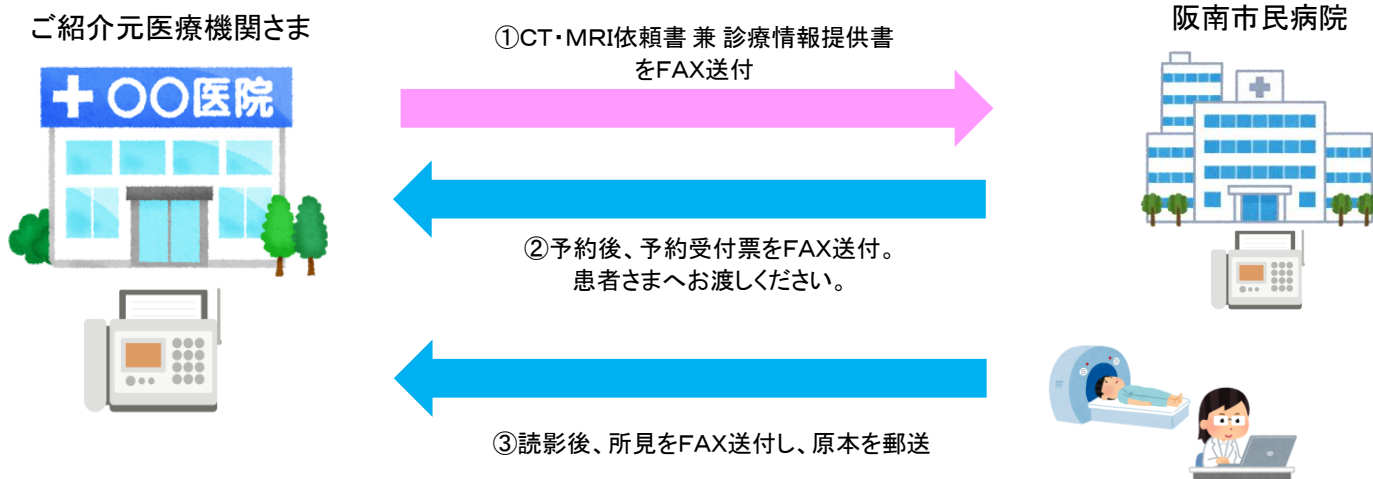 ご紹介元医療機関さま
阪南市民病院
〇〇医院
①CT・MRI依頼書 兼 診療情報提供書
をFAX送付
②予約後、予約受付票をFAX送付。
患者さまへお渡しください。
③読影後、所見をFAX送付し、原本を郵送